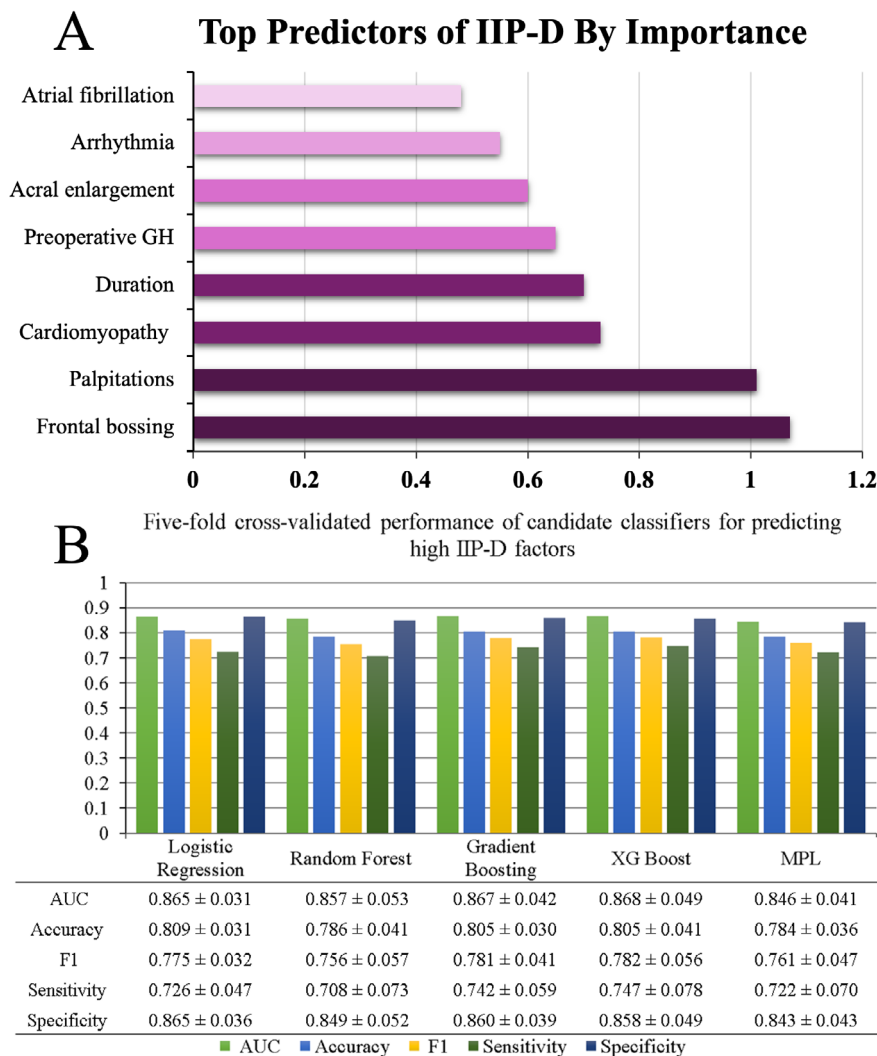 A
Top Predictors of IIP-D By Importance
Atrial fibrillation
Arrhythmia
Acral enlargement
Preoperative GH
Duration
Cardiomyopathy
Palpitations
Frontal bossing
0 0.2 0.4 0.6 0.8 1 1.2
B
Five-fold cross-validated performance of candidate classifiers for predicting
high IIP-D factors
1
0.9
0.8
0.7
0.6
0.5
0.4
0.3
0.2
0.1
0
Logistic Regression Random Forest Gradient Boosting XG Boost MPL
AUC 0.865 ± 0.031 0.857 ± 0.053 0.867 ± 0.042 0.868 ± 0.049 0.846 ± 0.041
Accuracy 0.809 ± 0.031 0.786 ± 0.041 0.805 ± 0.030 0.805 ± 0.041 0.784 ± 0.036
F1 0.775 ± 0.032 0.756 ± 0.057 0.781 ± 0.041 0.782 ± 0.056 0.761 ± 0.047
Sensitivity 0.726 ± 0.047 0.708 ± 0.073 0.742 ± 0.059 0.747 ± 0.078 0.722 ± 0.070
Specificity 0.865 ± 0.036 0.849 ± 0.052 0.860 ± 0.039 0.858 ± 0.049 0.843 ± 0.043
AUC Accuracy F1 Sensitivity Specificity